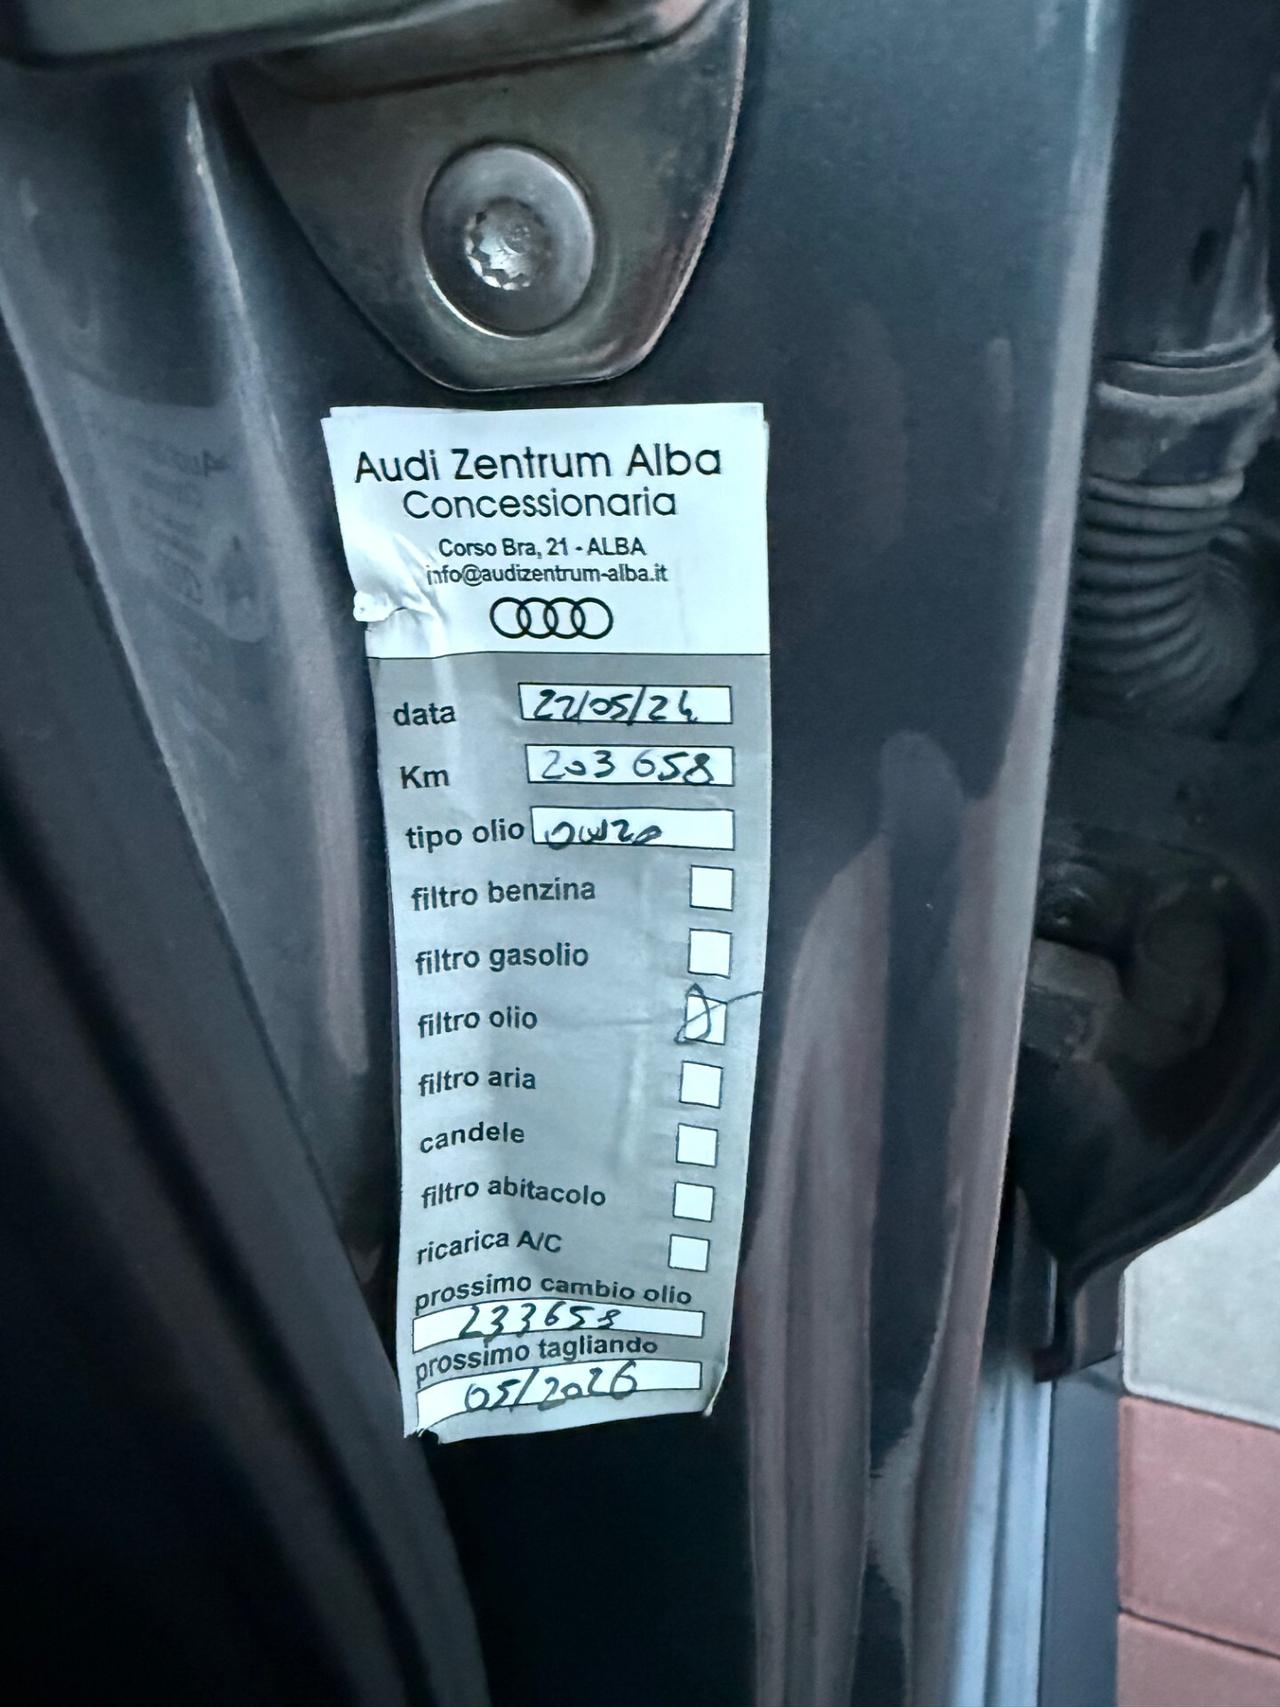 Audi Zentrum Alba
Concessionaria
Corso Bra, 21 - ALBA
info@audizentrum-alba.it
data 22/05/24
Km 203 658
tipo olio 0w20
filtro benzina
filtro gasolio
filtro olio
filtro aria
candele
filtro abitacolo
ricarica A/C
prossimo cambio olio
233658
prossimo tagliando
05/2026